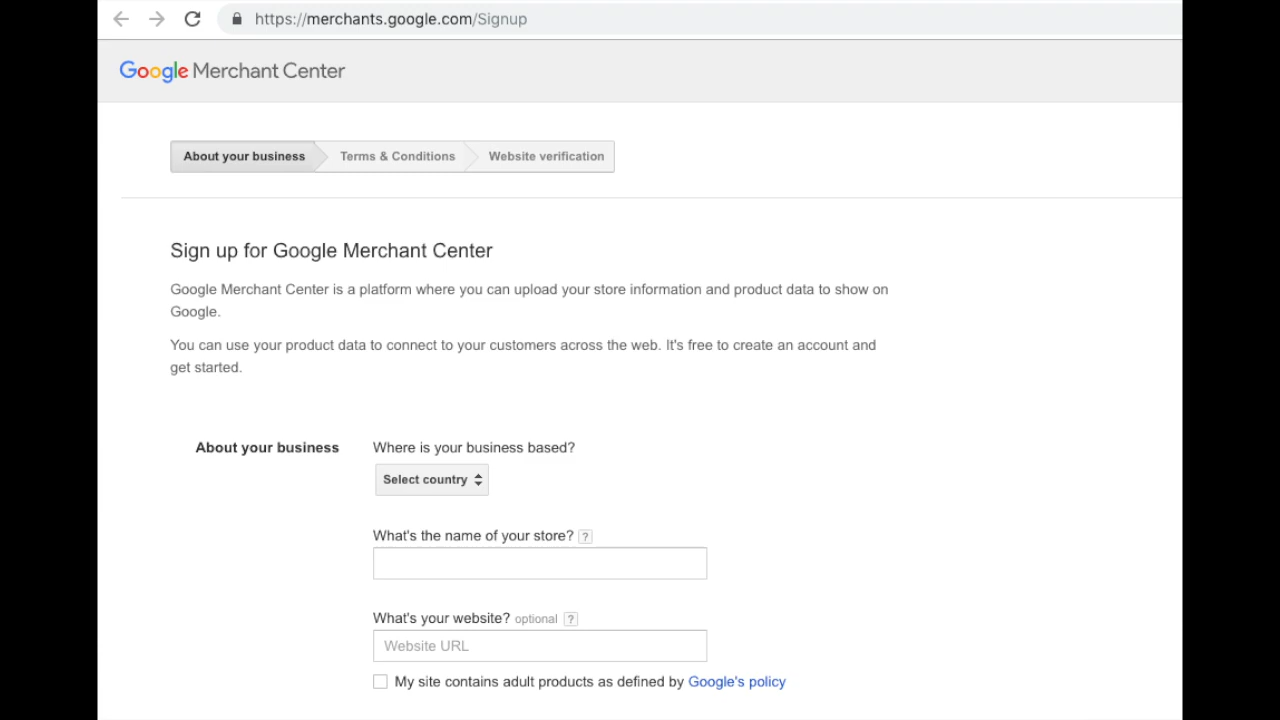 https://merchants.google.com/Signup
Google Merchant Center
About your business Terms & Conditions Website verification
Sign up for Google Merchant Center
Google Merchant Center is a platform where you can upload your store information and product data to show on
Google.
You can use your product data to connect to your customers across the web. It's free to create an account and
get started.
About your business Where is your business based?
Select country
What's the name of your store? ?
What's your website? optional ?
Website URL
My site contains adult products as defined by Google's policy